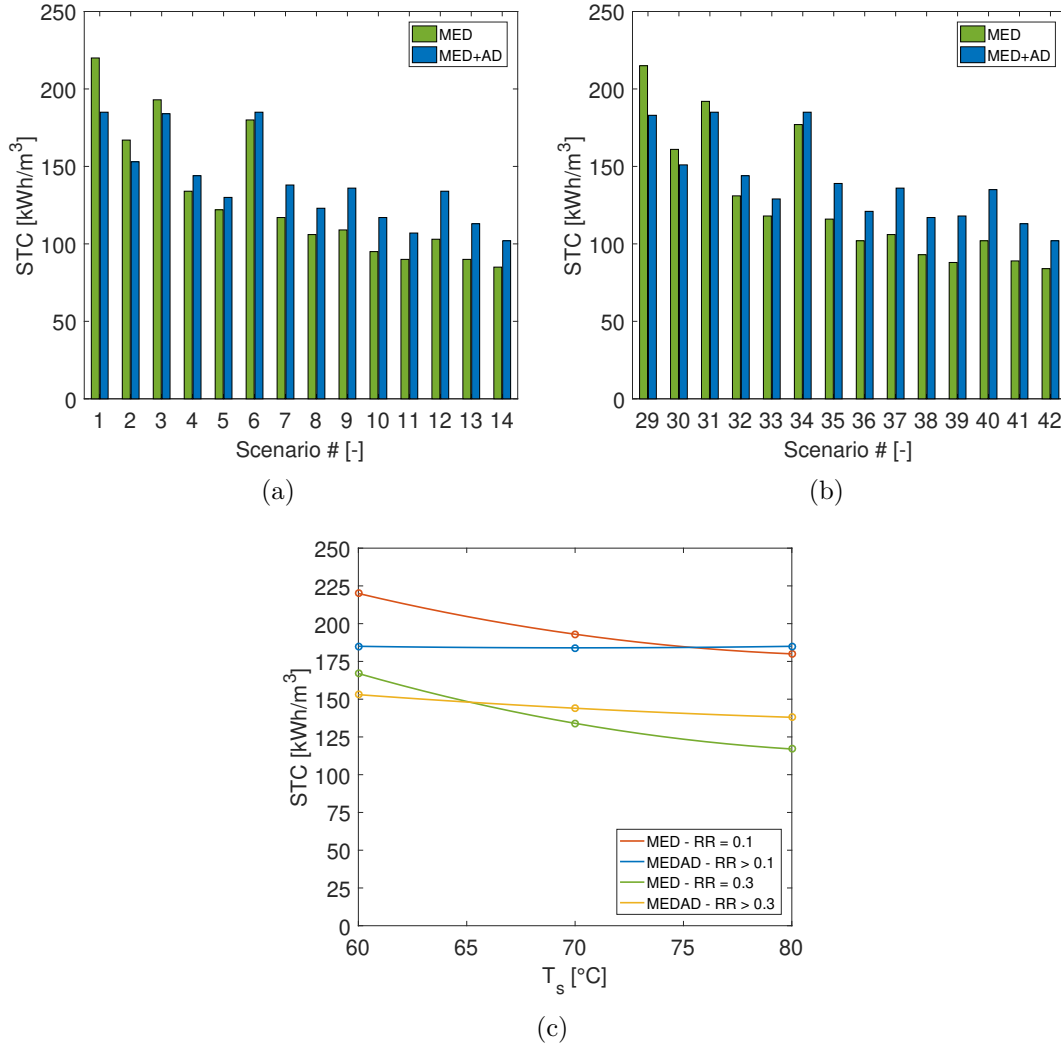 250
200
150
100
50
0
STC [kWh/m³]
MED
MED+AD
1 2 3 4 5 6 7 8 9 10 11 12 13 14
Scenario # [-]
(a)
250
200
150
100
50
0
STC [kWh/m³]
MED
MED+AD
29 30 31 32 33 34 35 36 37 38 39 40 41 42
Scenario # [-]
(b)
250
225
200
175
150
125
100
75
50
25
0
STC [kWh/m³]
MED - RR = 0.1
MEDAD - RR > 0.1
MED - RR = 0.3
MEDAD - RR > 0.3
60 65 70 75 80
T_s [°C]
(c)